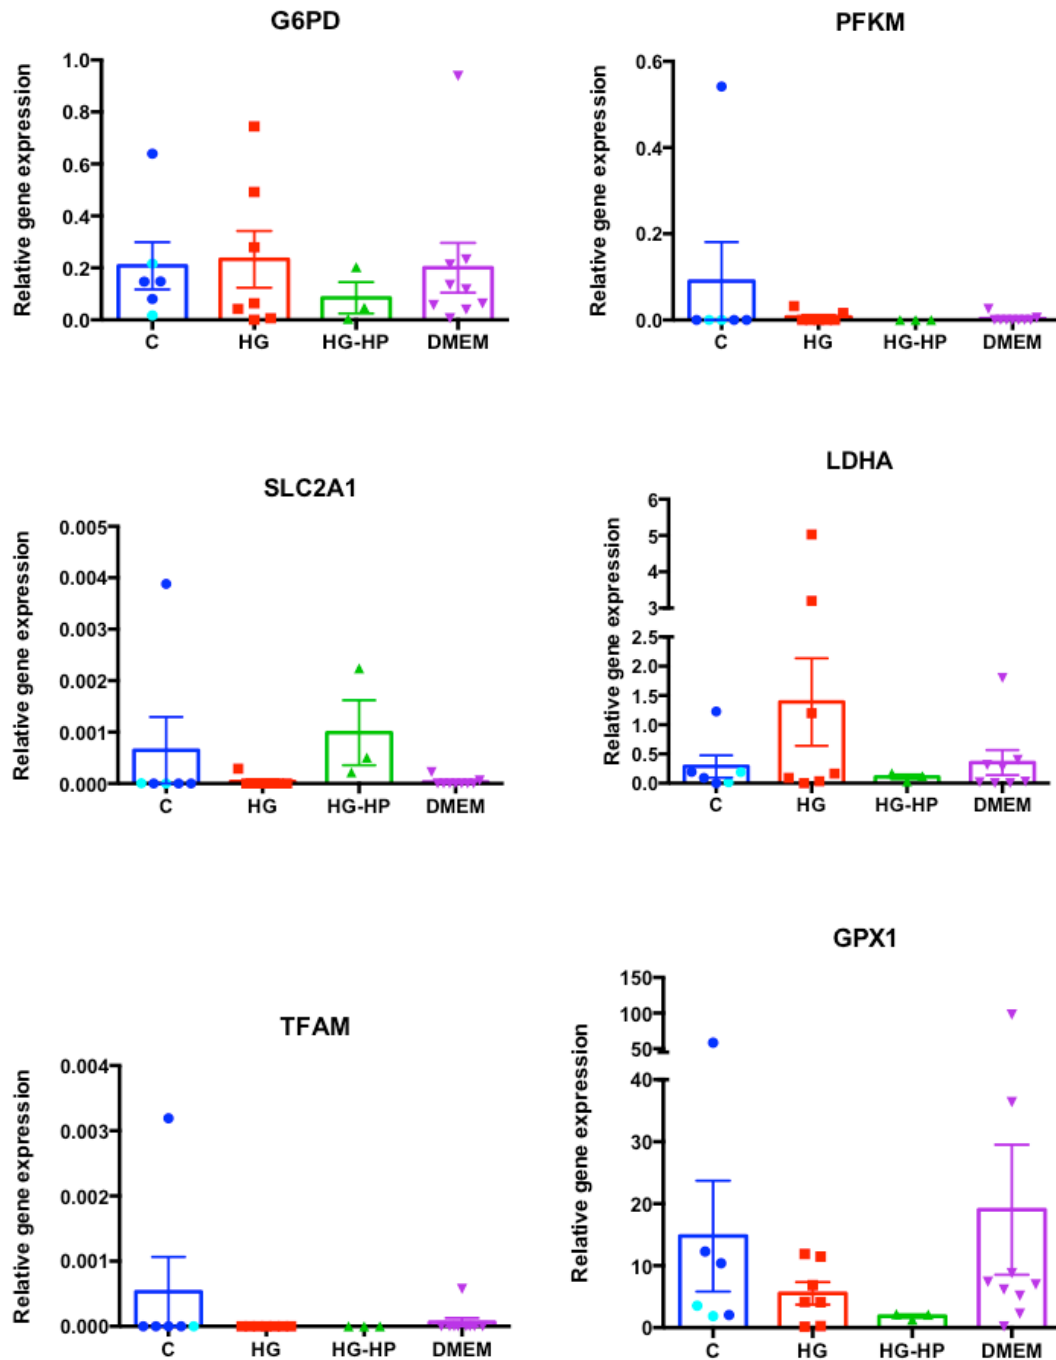 G6PD
Relative gene expression
1.0
0.8
0.6
0.4
0.2
0.0
C HG HG-HP DMEM
PFKM
Relative gene expression
0.6
0.4
0.2
0.0
C HG HG-HP DMEM
SLC2A1
Relative gene expression
0.005
0.004
0.003
0.002
0.001
0.000
C HG HG-HP DMEM
LDHA
Relative gene expression
6
5
4
3
2.5
2.0
1.5
1.0
0.5
0.0
C HG HG-HP DMEM
TFAM
Relative gene expression
0.004
0.003
0.002
0.001
0.000
C HG HG-HP DMEM
GPX1
Relative gene expression
150
100
50
40
30
20
10
0
C HG HG-HP DMEM